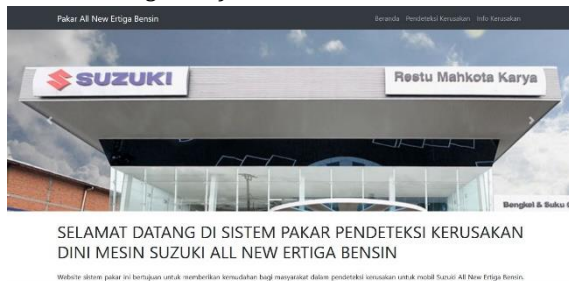 Pakar All New Ertiga Bensin
Beranda Pendeteksi Kerusakan Info Kerusakan
SUZUKI
Restu Mahkota Karya
Bengkel & Suku
SELAMAT DATANG DI SISTEM PAKAR PENDETEKSI KERUSAKAN
DINI MESIN SUZUKI ALL NEW ERTIGA BENSIN
Website sistem pakar ini bertujuan untuk memberikan kemudahan bagi masyarakat dalam pendeteksi kerusakan untuk mobil Suzuki All New Ertiga Bensin.